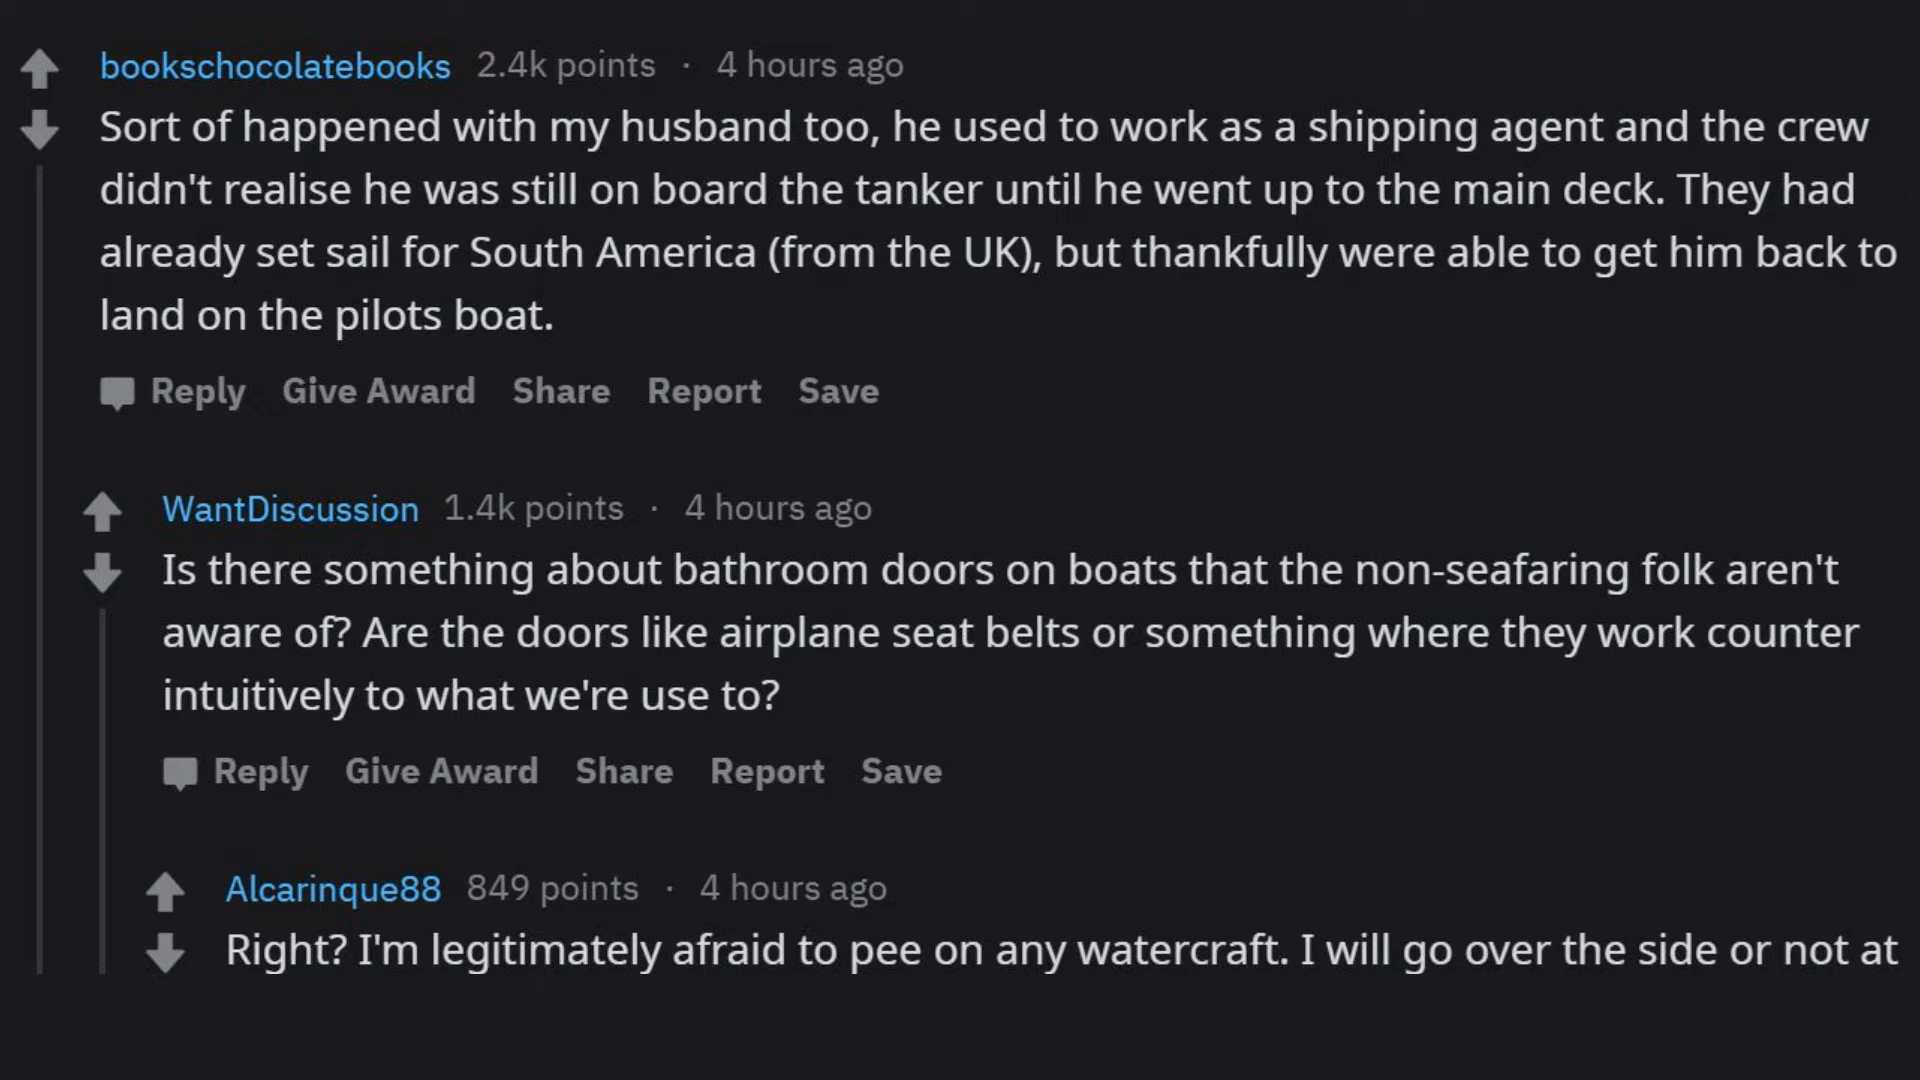 bookschocolatebooks 2.4k points · 4 hours ago
Sort of happened with my husband too, he used to work as a shipping agent and the crew
didn't realise he was still on board the tanker until he went up to the main deck. They had
already set sail for South America (from the UK), but thankfully were able to get him back to
land on the pilots boat.
Reply Give Award Share Report Save
WantDiscussion 1.4k points · 4 hours ago
Is there something about bathroom doors on boats that the non-seafaring folk aren't
aware of? Are the doors like airplane seat belts or something where they work counter
intuitively to what we're use to?
Reply Give Award Share Report Save
Alcarinque88 849 points · 4 hours ago
Right? I'm legitimately afraid to pee on any watercraft. I will go over the side or not at